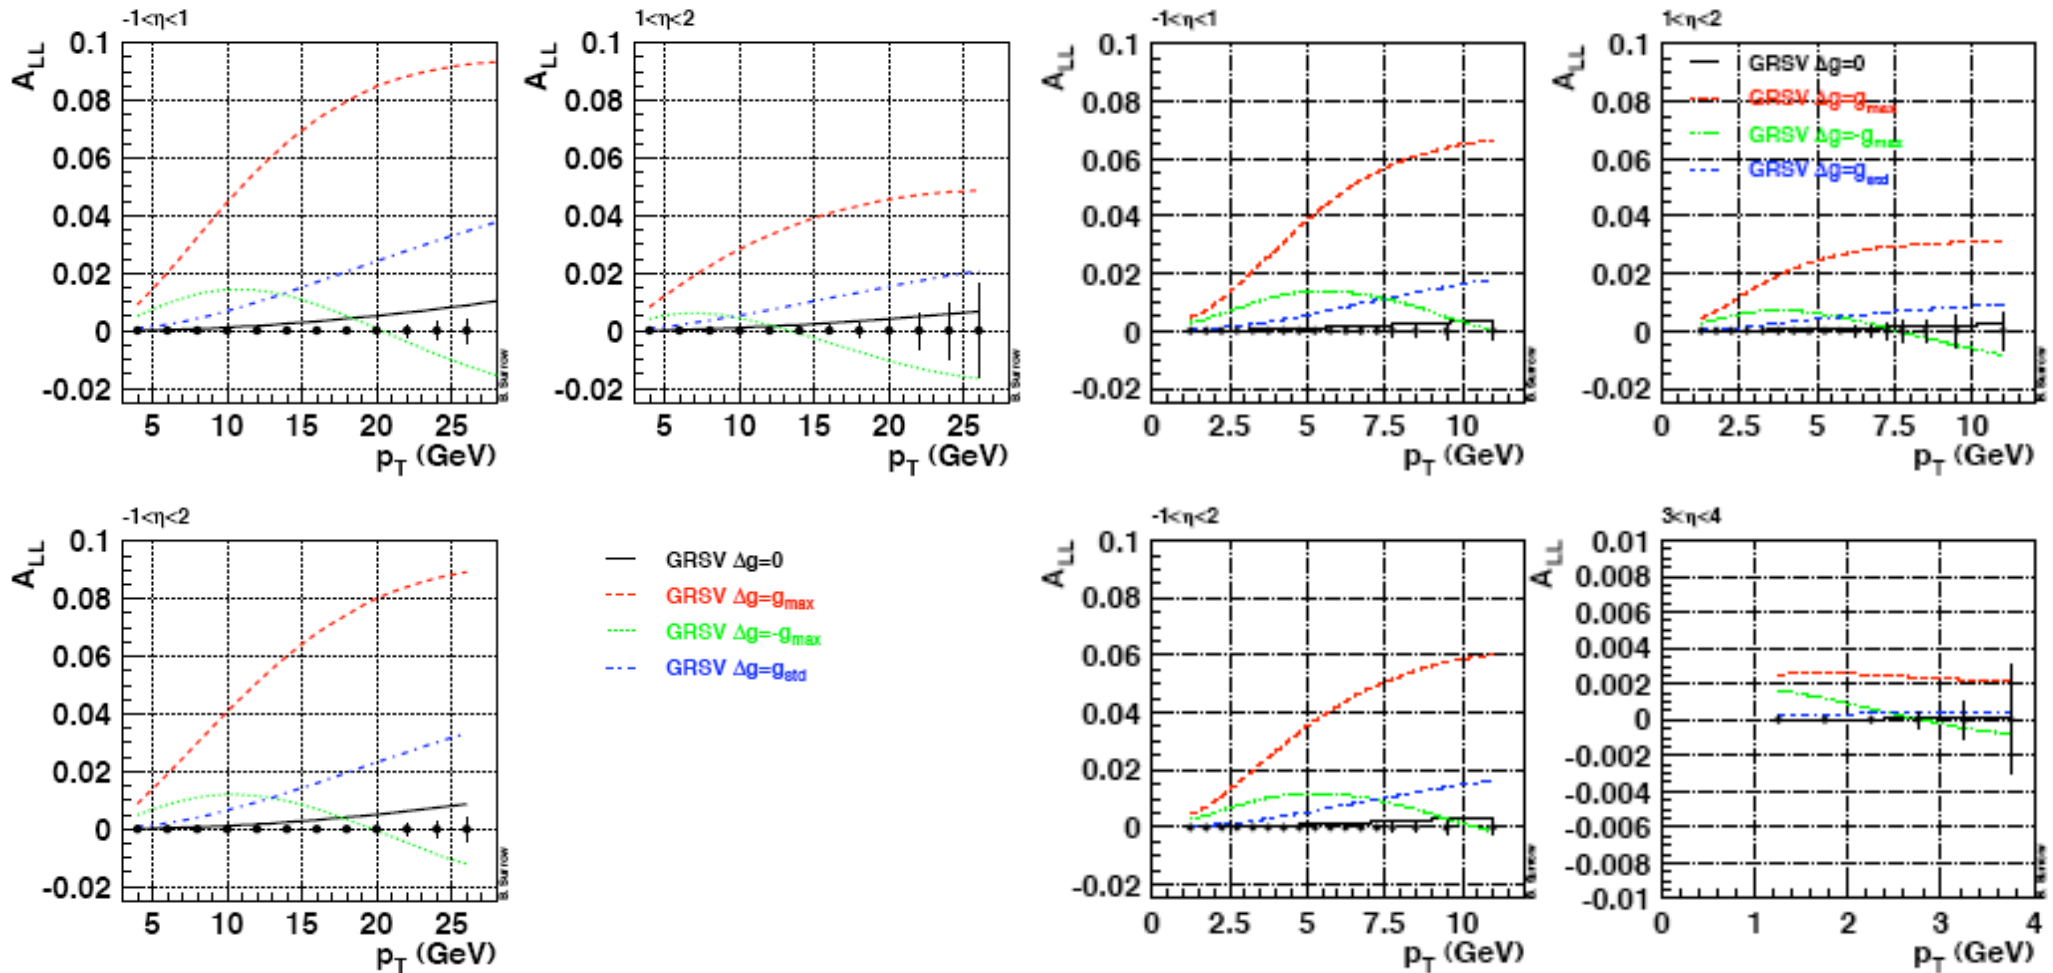 -1<η<1
A_LL
0.1
0.08
0.06
0.04
0.02
0
-0.02
5 10 15 20 25
p_T (GeV)
B. Surrow
1<η<2
A_LL
0.1
0.08
0.06
0.04
0.02
0
-0.02
5 10 15 20 25
p_T (GeV)
B. Surrow
-1<η<1
A_LL
0.1
0.08
0.06
0.04
0.02
0
-0.02
0 2.5 5 7.5 10
p_T (GeV)
B. Surrow
1<η<2
A_LL
0.1
0.08
0.06
0.04
0.02
0
-0.02
GRSV Δg=0
GRSV Δg=g_max
GRSV Δg=-g_max
GRSV Δg=g_std
0 2.5 5 7.5 10
p_T (GeV)
B. Surrow
-1<η<2
A_LL
0.1
0.08
0.06
0.04
0.02
0
-0.02
5 10 15 20 25
p_T (GeV)
B. Surrow
GRSV Δg=0
GRSV Δg=g_max
GRSV Δg=-g_max
GRSV Δg=g_std
-1<η<2
A_LL
0.1
0.08
0.06
0.04
0.02
0
-0.02
0 2.5 5 7.5 10
p_T (GeV)
B. Surrow
3<η<4
A_LL
0.01
0.008
0.006
0.004
0.002
0
-0.002
-0.004
-0.006
-0.008
-0.01
0 1 2 3 4
p_T (GeV)
B. Surrow